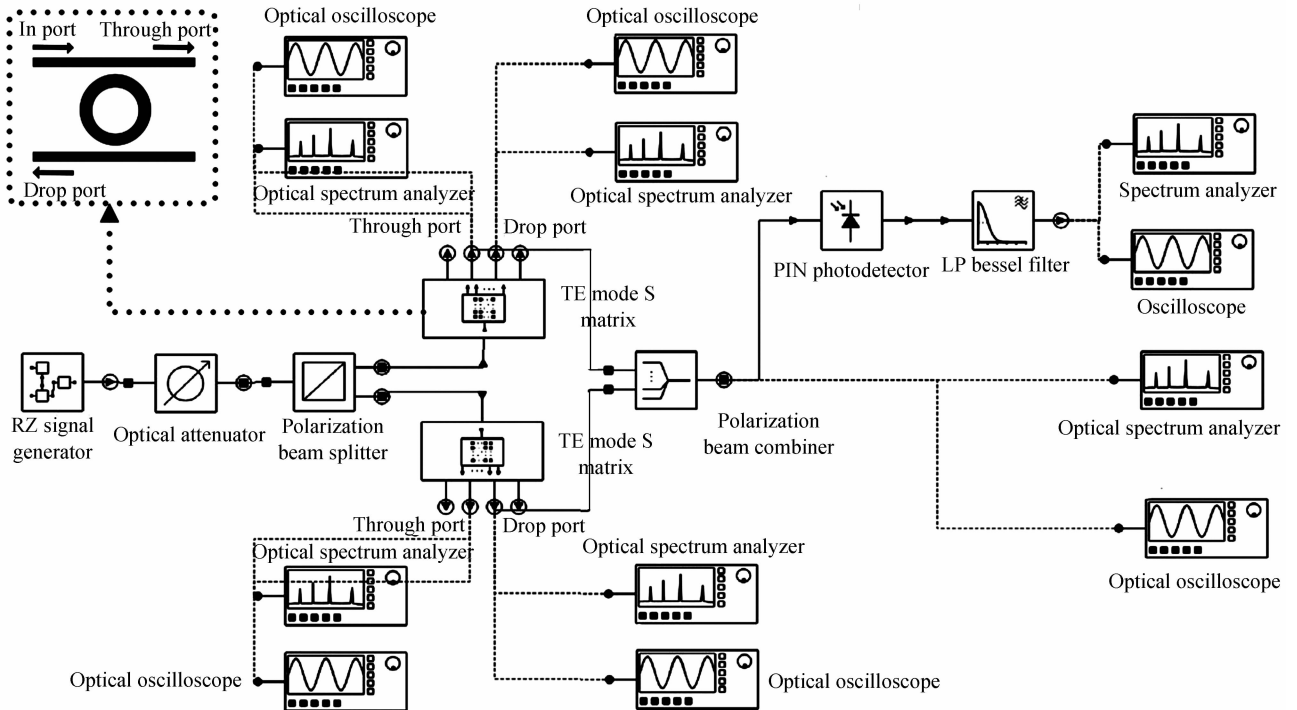 In port
Through port
Drop port
Optical oscilloscope
Optical oscilloscope
Optical spectrum analyzer
Optical spectrum analyzer
Through port
Drop port
TE mode S
matrix
PIN photodetector
LP bessel filter
Spectrum analyzer
Oscilloscope
RZ signal
generator
Optical attenuator
Polarization
beam splitter
TE mode S
matrix
Polarization
beam combiner
Optical spectrum analyzer
Through port
Drop port
Optical spectrum analyzer
Optical spectrum analyzer
Optical oscilloscope
Optical oscilloscope
Optical oscilloscope